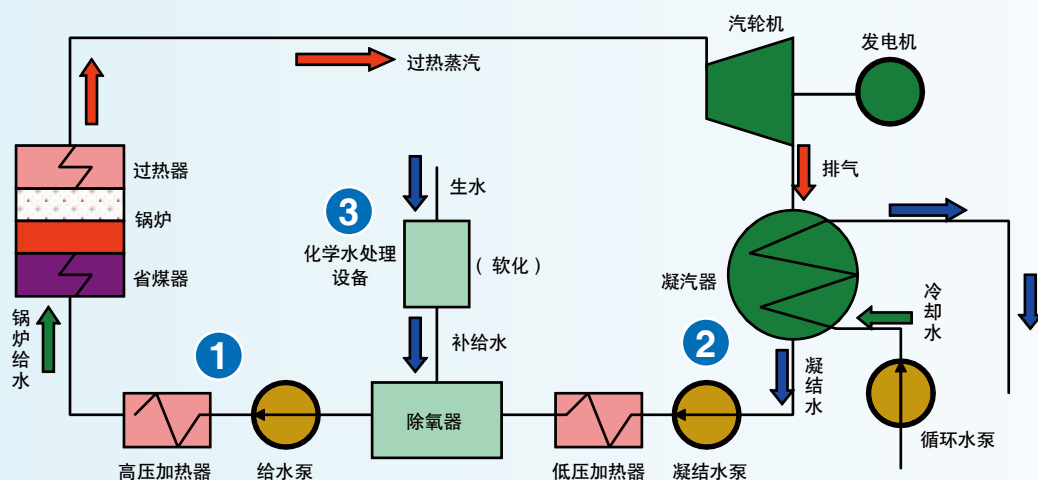 汽轮机
发电机
过热蒸汽
过热器
锅炉
省煤器
锅炉给水
生水
3
化学水处理
设备
（软化）
补给水
排气
凝汽器
冷却水
凝结水
1
2
除氧器
高压加热器
给水泵
低压加热器
凝结水泵
循环水泵